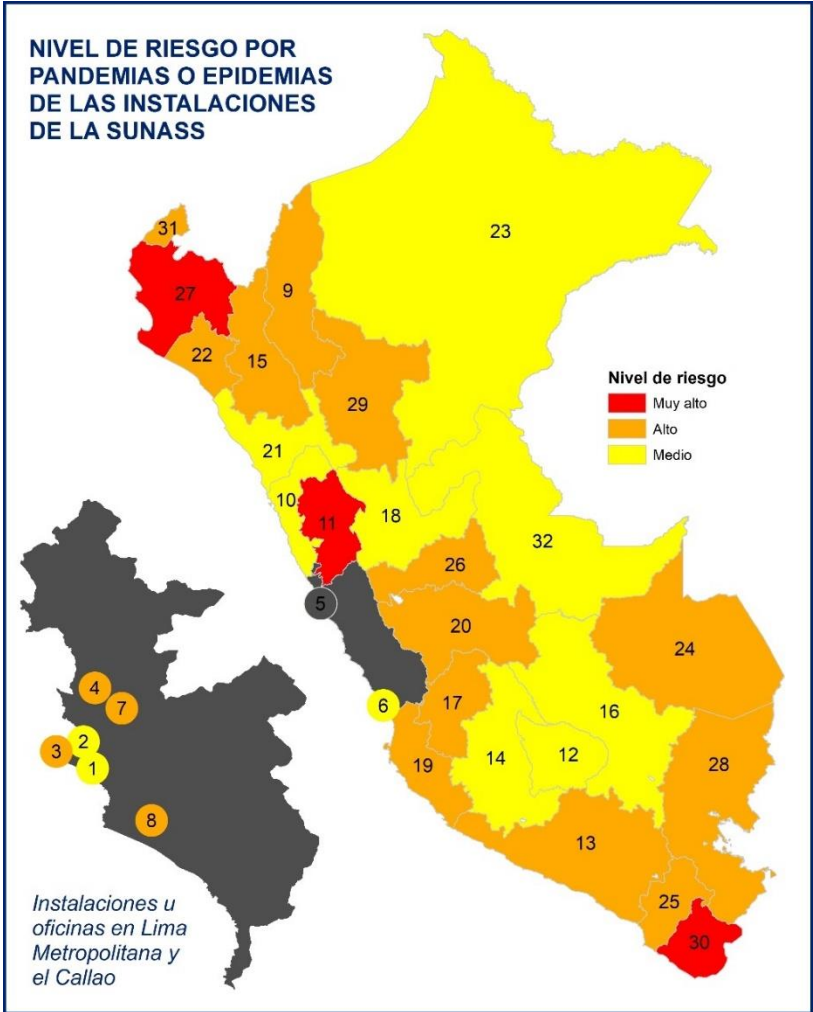 NIVEL DE RIESGO POR
PANDEMIAS O EPIDEMIAS
DE LAS INSTALACIONES
DE LA SUNASS
31
23
27
9
22
15
29
Nivel de riesgo
Muy alto
Alto
Medio
21
10
11
18
32
26
5
20
24
4
7
6
17
16
3
2
1
14
12
19
28
8
13
25
30
Instalaciones u
oficinas en Lima
Metropolitana y
el Callao